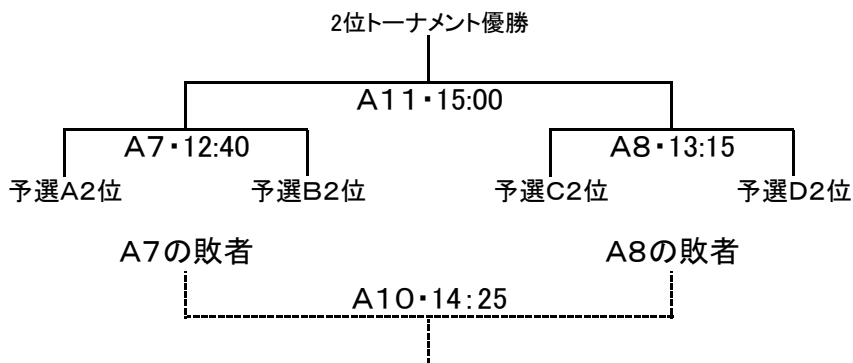 2位トーナメント優勝
A11・15:00
A7・12:40 A8・13:15
予選A2位 予選B2位 予選C2位 予選D2位
A7の敗者 A8の敗者
A10・14:25